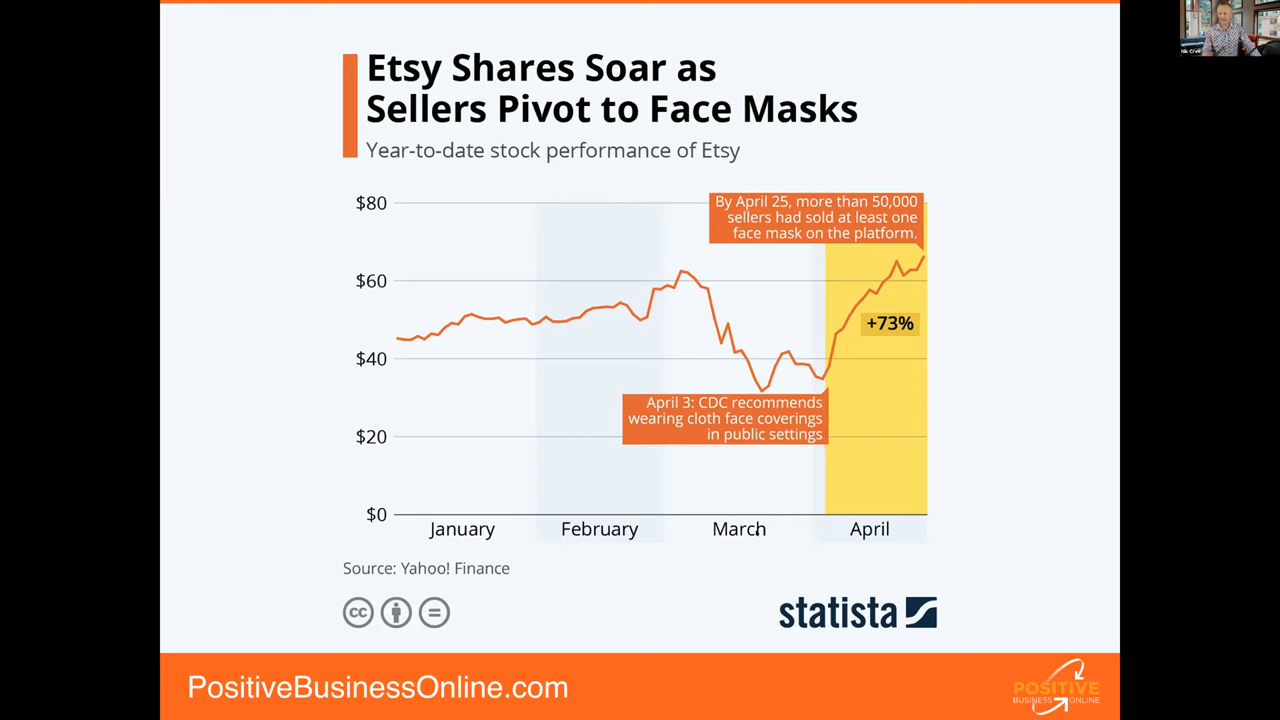 Etsy Shares Soar as
Sellers Pivot to Face Masks
Year-to-date stock performance of Etsy
$80
$60
$40
$20
$0
By April 25, more than 50,000
sellers had sold at least one
face mask on the platform.
+73%
April 3: CDC recommends
wearing cloth face coverings
in public settings
January February March April
Source: Yahoo! Finance
cc
statista
PositiveBusinessOnline.com
POSITIVE
BUSINESS ONLINE